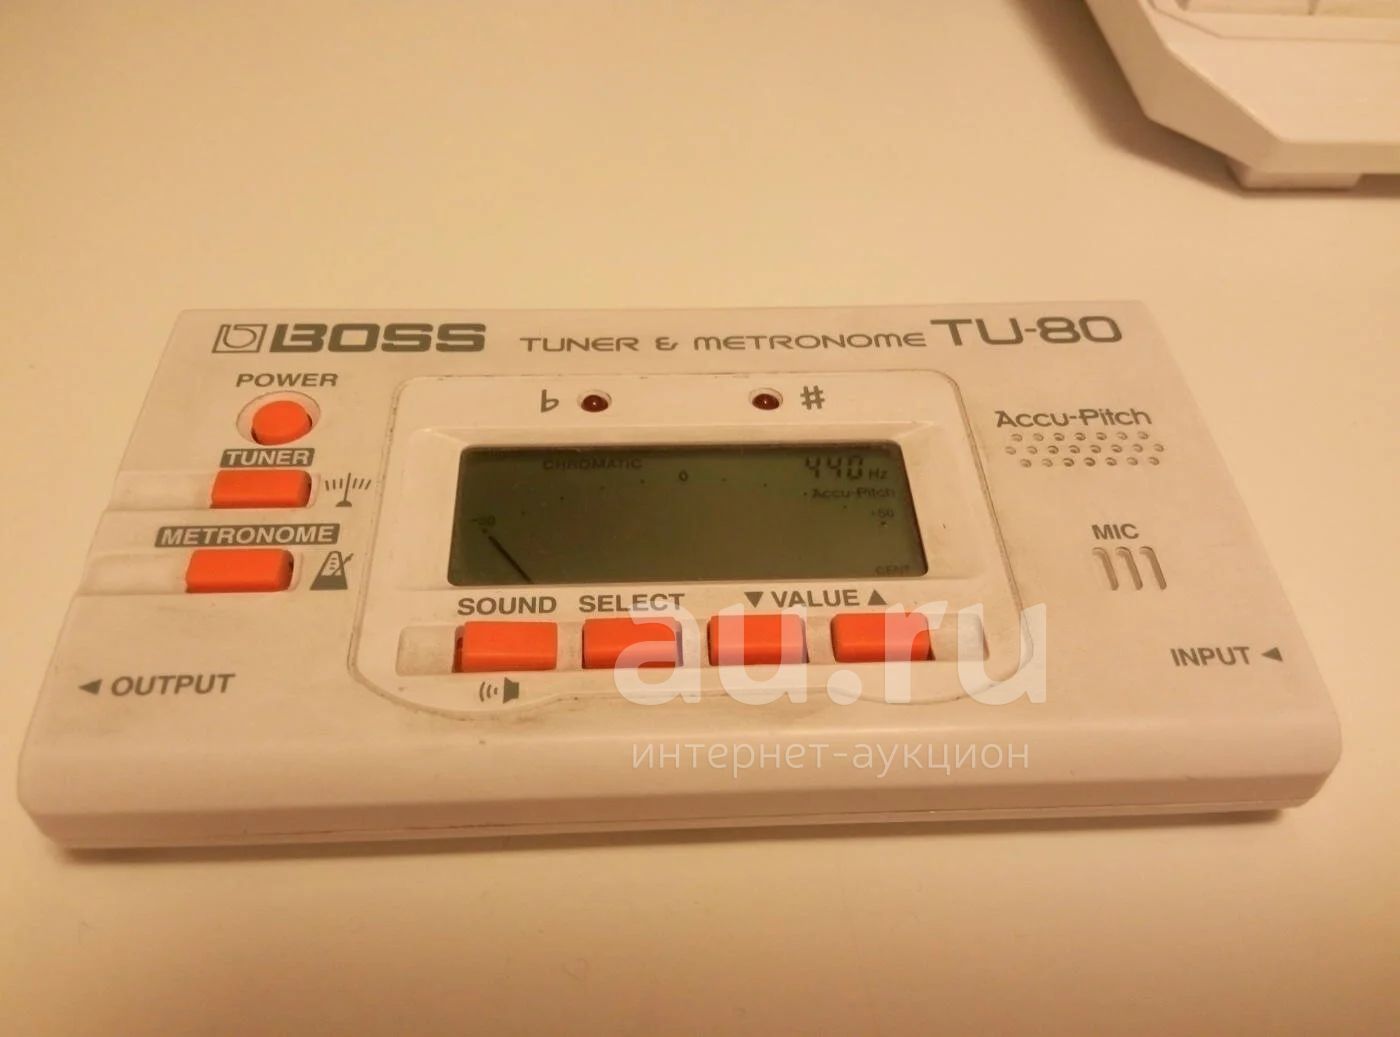 BOSS TUNER & METRONOME TU-80
POWER
♭ #
Accu-Pitch
TUNER
CHROMATIC 440 Hz
0
Accu-Pitch
-50 +50
METRONOME
MIC
CENT
SOUND SELECT ▼ VALUE ▲
◀ OUTPUT
INPUT ◀
au.ru
интернет-аукцион